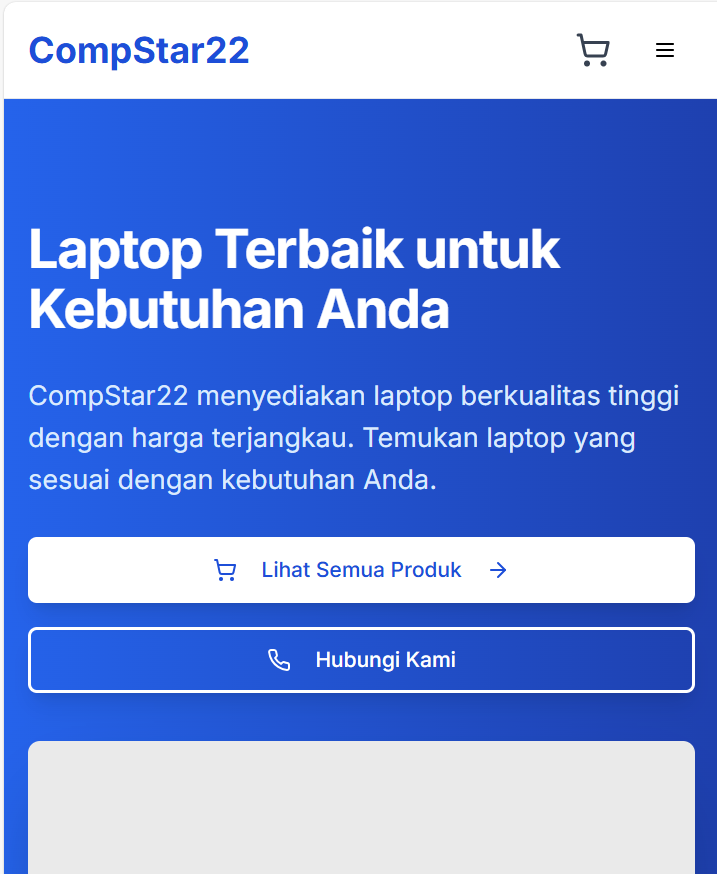 CompStar22
Laptop Terbaik untuk
Kebutuhan Anda
CompStar22 menyediakan laptop berkualitas tinggi
dengan harga terjangkau. Temukan laptop yang
sesuai dengan kebutuhan Anda.
Lihat Semua Produk
Hubungi Kami